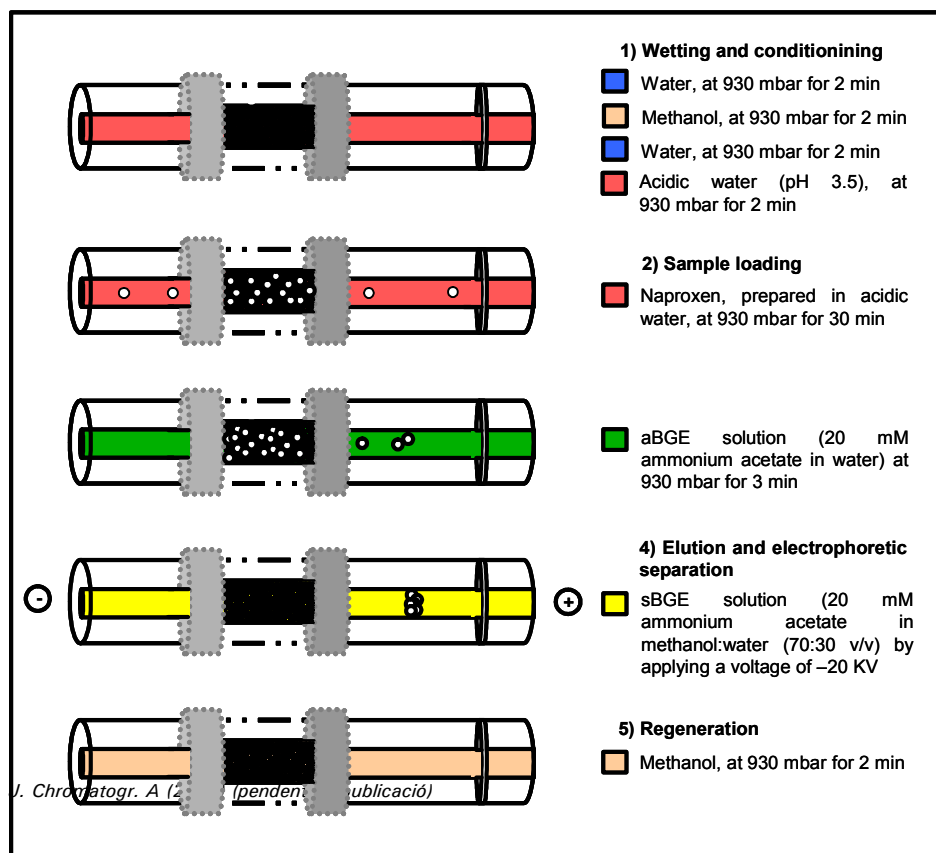 1) Wetting and conditionining
Water, at 930 mbar for 2 min
Methanol, at 930 mbar for 2 min
Water, at 930 mbar for 2 min
Acidic water (pH 3.5), at
930 mbar for 2 min
2) Sample loading
Naproxen, prepared in acidic
water, at 930 mbar for 30 min
aBGE solution (20 mM
ammonium acetate in water) at
930 mbar for 3 min
4) Elution and electrophoretic
separation
- +
sBGE solution (20 mM
ammonium acetate in
methanol:water (70:30 v/v) by
applying a voltage of –20 KV
5) Regeneration
Methanol, at 930 mbar for 2 min
J. Chromatogr. A (pendent publicació)